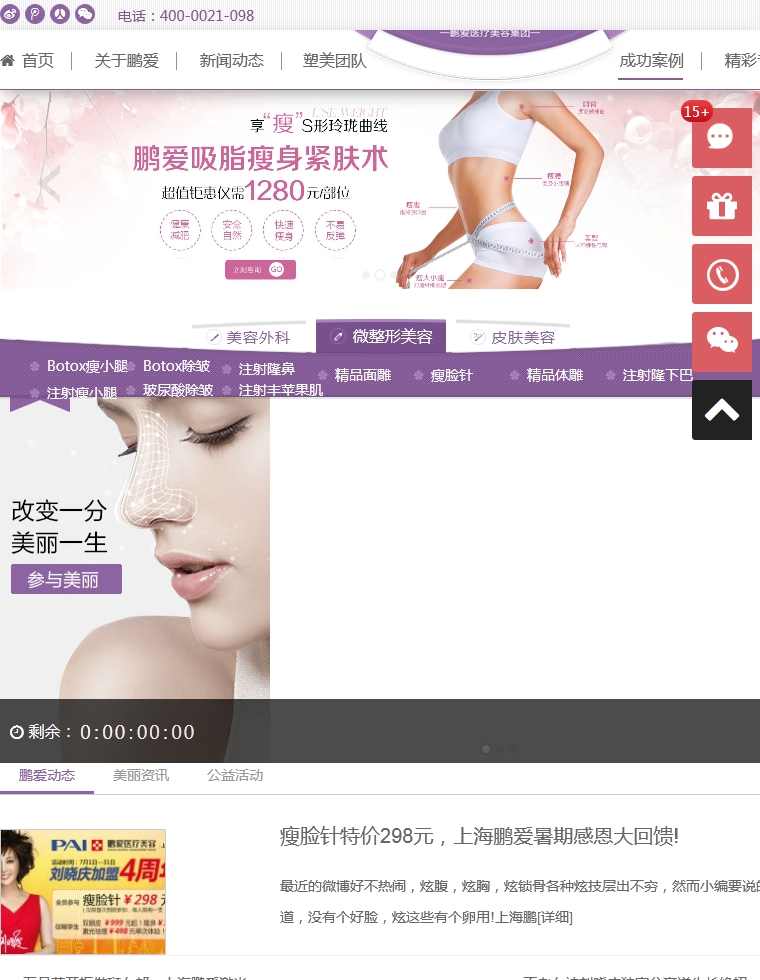 电话：400-0021-098
—鹏爱医疗美容集团—
首页
关于鹏爱
新闻动态
塑美团队
成功案例
精彩
15+
享“瘦”S形玲珑曲线
鹏爱吸脂瘦身紧肤术
超值钜惠仅需1280元/部位
健康减肥
安全自然
快速瘦身
不易反弹
立刻咨询 GO
美容外科
微整形美容
皮肤美容
Botox瘦小腿
Botox除皱
注射隆鼻
精品面雕
瘦脸针
精品体雕
注射隆下巴
注射瘦小腿
玻尿酸除皱
注射丰苹果肌
改变一分
美丽一生
参与美丽
剩余： 0:00:00:00
鹏爱动态
美丽资讯
公益活动
PAI 鹏爱医疗美容
活动时间：7月1日—31日
刘晓庆加盟4周
瘦脸针 ¥298
瘦脸针特价298元，上海鹏爱暑期感恩大回馈!
最近的微博好不热闹，炫腹，炫胸，炫锁骨各种炫技层出不穷，然而小编要说的
道，没有个好脸，炫这些有个卵用!上海鹏[详细]